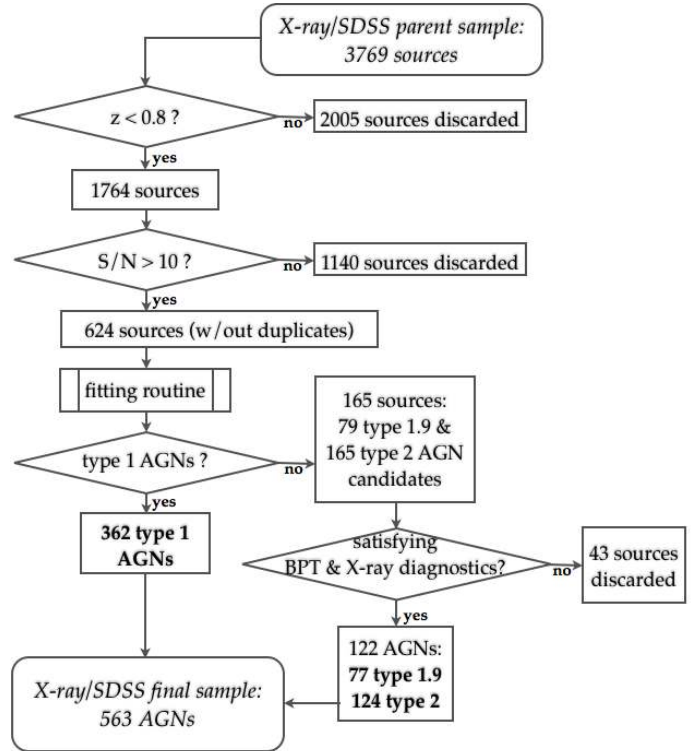 X-ray/SDSS parent sample:
3769 sources
z < 0.8 ?
no
2005 sources discarded
yes
1764 sources
S/N > 10 ?
no
1140 sources discarded
yes
624 sources (w/out duplicates)
fitting routine
type 1 AGNs ?
no
165 sources:
79 type 1.9 &
165 type 2 AGN
candidates
yes
362 type 1
AGNs
satisfying
BPT & X-ray diagnostics?
no
43 sources
discarded
yes
122 AGNs:
77 type 1.9
124 type 2
X-ray/SDSS final sample:
563 AGNs